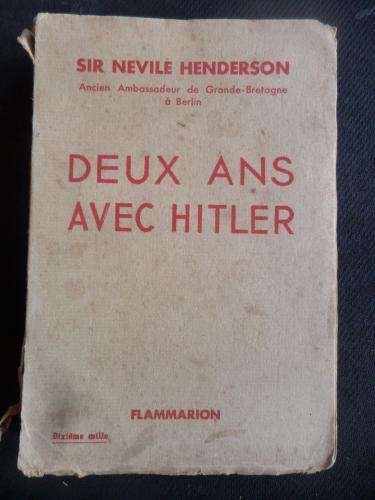 SIR NEVILE HENDERSON
Ancien Ambassadeur de Grande-Bretagne
à Berlin
DEUX ANS
AVEC HITLER
FLAMMARION
Dixième mille